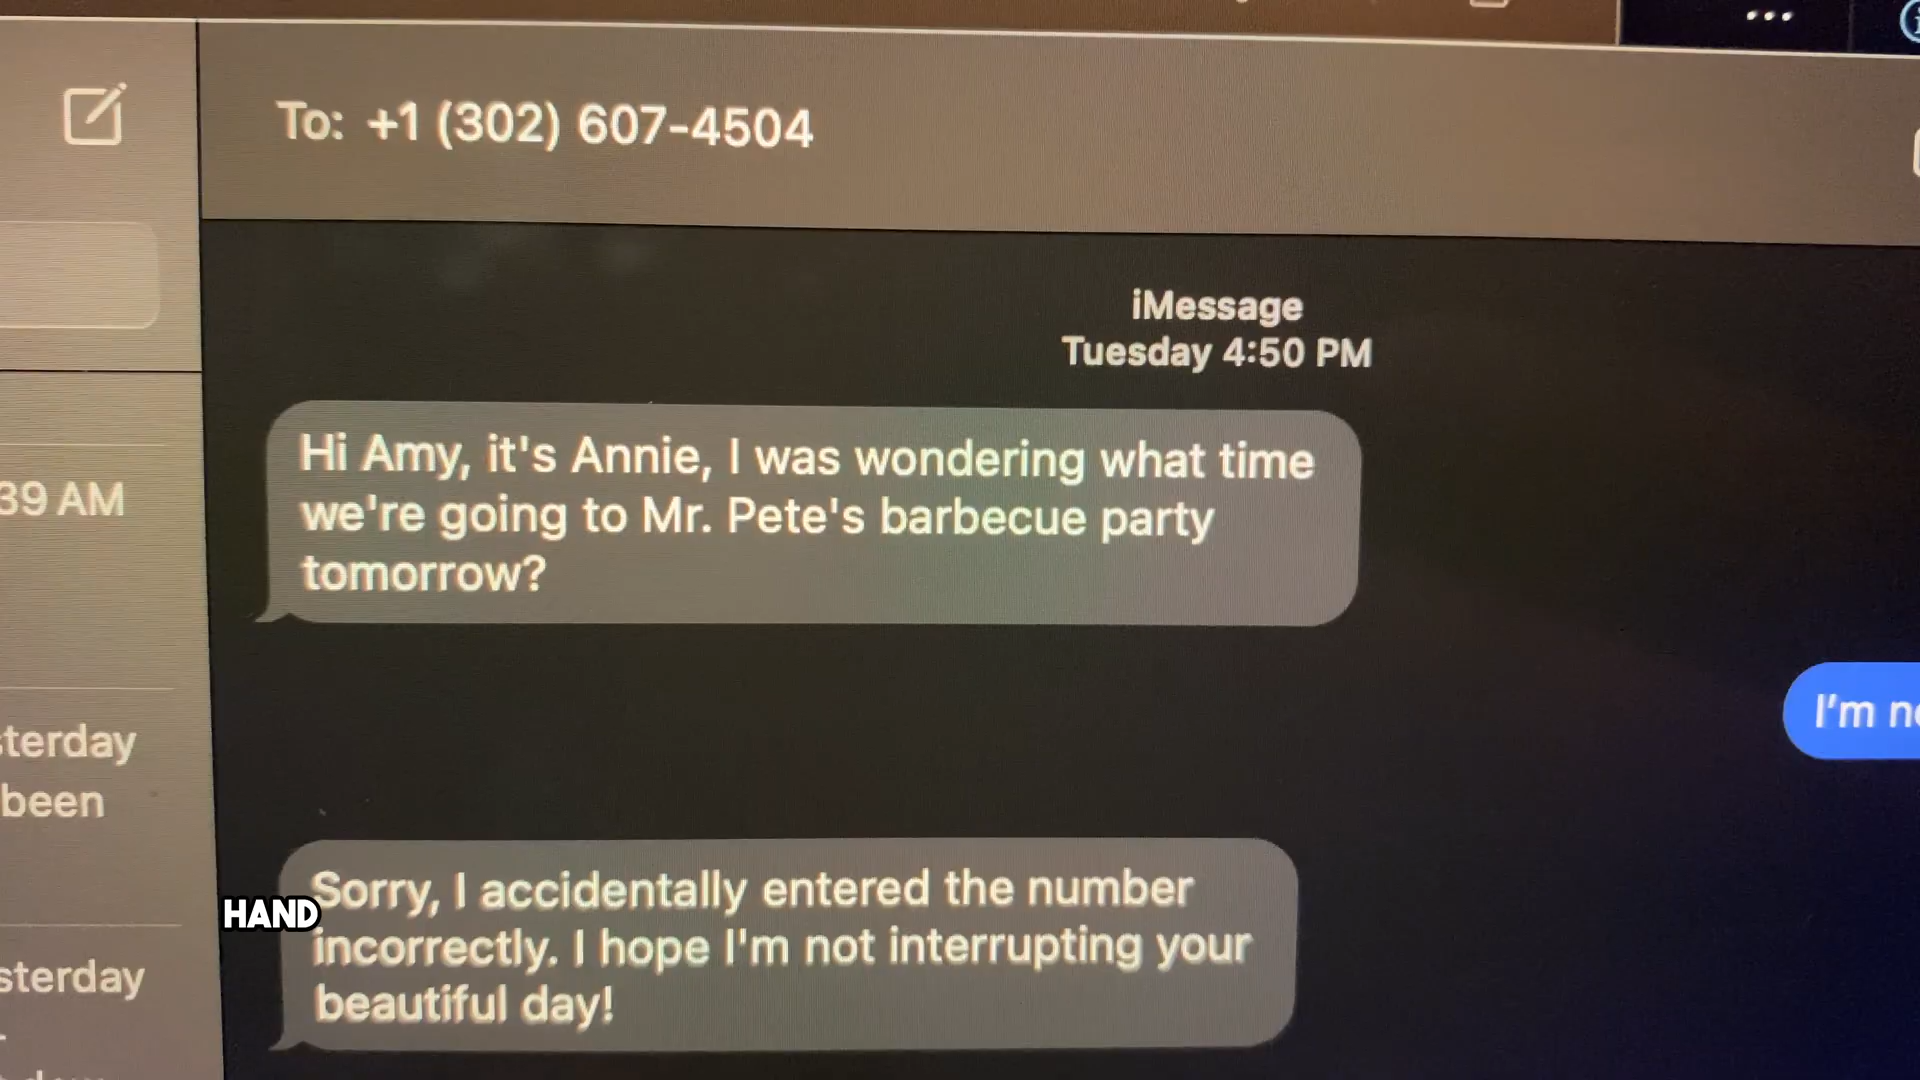 To: +1 (302) 607-4504
iMessage
Tuesday 4:50 PM
Hi Amy, it's Annie, I was wondering what time
we're going to Mr. Pete's barbecue party
tomorrow?
39 AM
I'm
sterday
been
Sorry, I accidentally entered the number
HAND
incorrectly. I hope I'm not interrupting your
beautiful day!
sterday